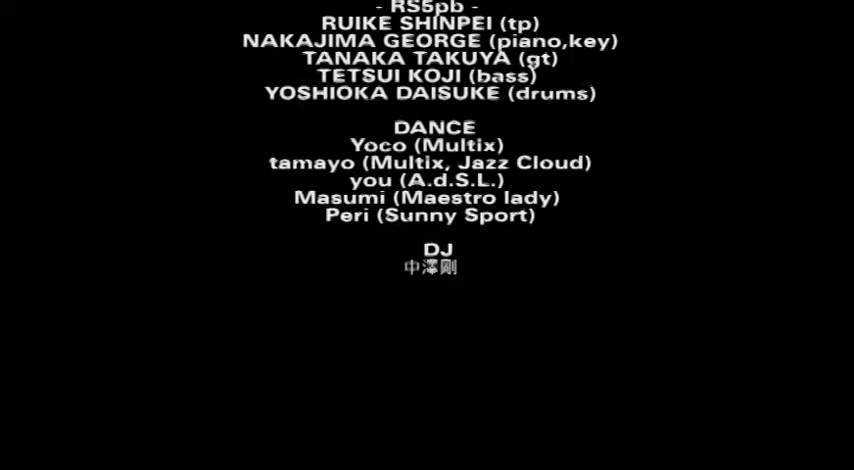 - RS5pb -
RUIKE SHINPEI (tp)
NAKAJIMA GEORGE (piano,key)
TANAKA TAKUYA (gt)
TETSUI KOJI (bass)
YOSHIOKA DAISUKE (drums)
DANCE
Yoco (Multix)
tamayo (Multix, Jazz Cloud)
you (A.d.S.L.)
Masumi (Maestro lady)
Peri (Sunny Sport)
DJ
中澤剛